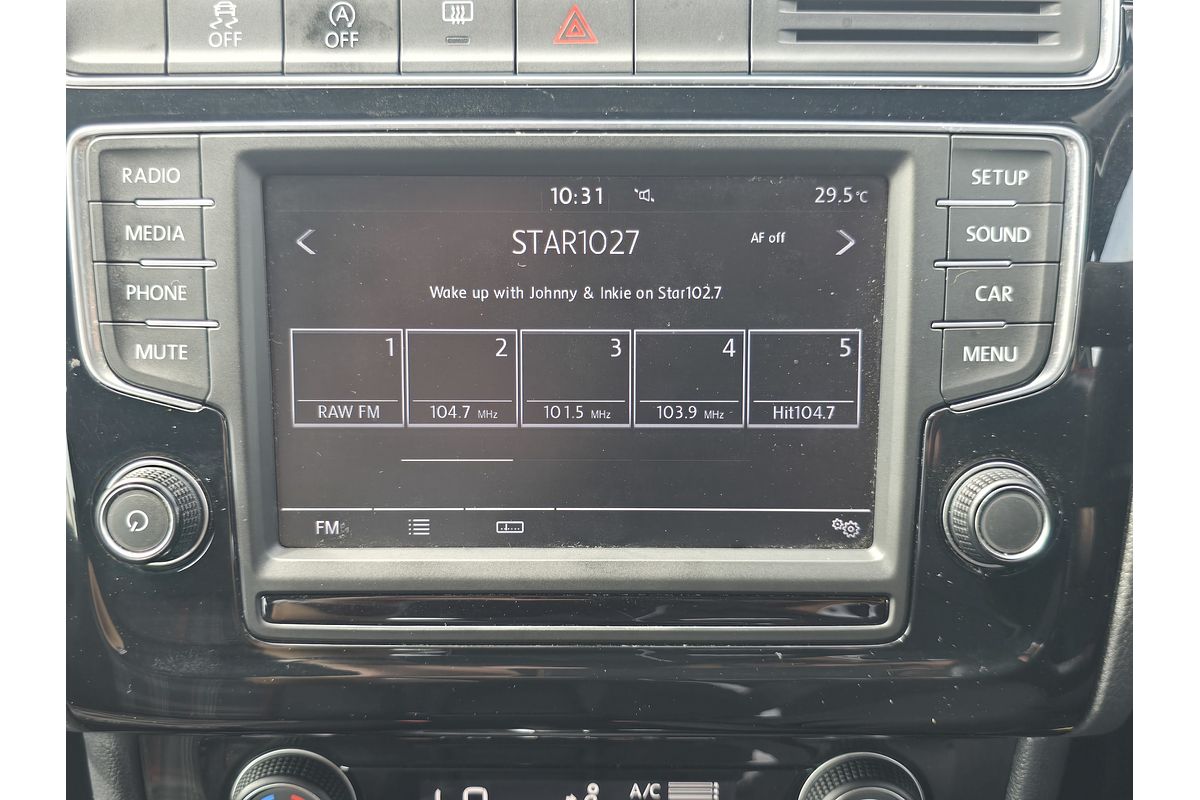 OFF
OFF
RADIO
MEDIA
PHONE
MUTE
10:31
29.5°C
STAR1027
AF off
Wake up with Johnny & Inkie on Star102.7
1
2
3
4
5
RAW FM
104.7 MHz
101.5 MHz
103.9 MHz
Hit104.7
FM
SETUP
SOUND
CAR
MENU
A/C